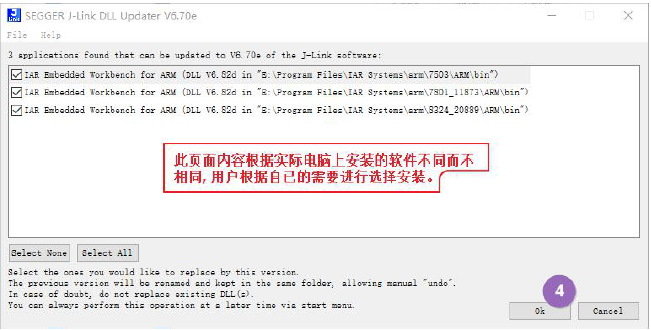 SEGGER J-Link DLL Updater V6.70e
File Help
3 applications found that can be updated to V6.70e of the J-Link software:
IAR Embedded Workbench for ARM (DLL V6.82d in "E:\Program Files\IAR Systems\arm\7503\ARM\bin")
IAR Embedded Workbench for ARM (DLL V6.82d in "E:\Program Files\IAR Systems\arm\7801_11873\ARM\bin")
IAR Embedded Workbench for ARM (DLL V6.82d in "E:\Program Files\IAR Systems\arm\8324_20889\ARM\bin")
此页面内容根据实际电脑上安装的软件不同而不
相同,用户根据自己的需要进行选择安装。
Select None Select All
Select the ones you would like to replace by this version.
The previous version will be renamed and kept in the same folder, allowing manual "undo".
In case of doubt, do not replace existing DLL(s).
You can always perform this operation at a later time via start menu.
4
Ok Cancel